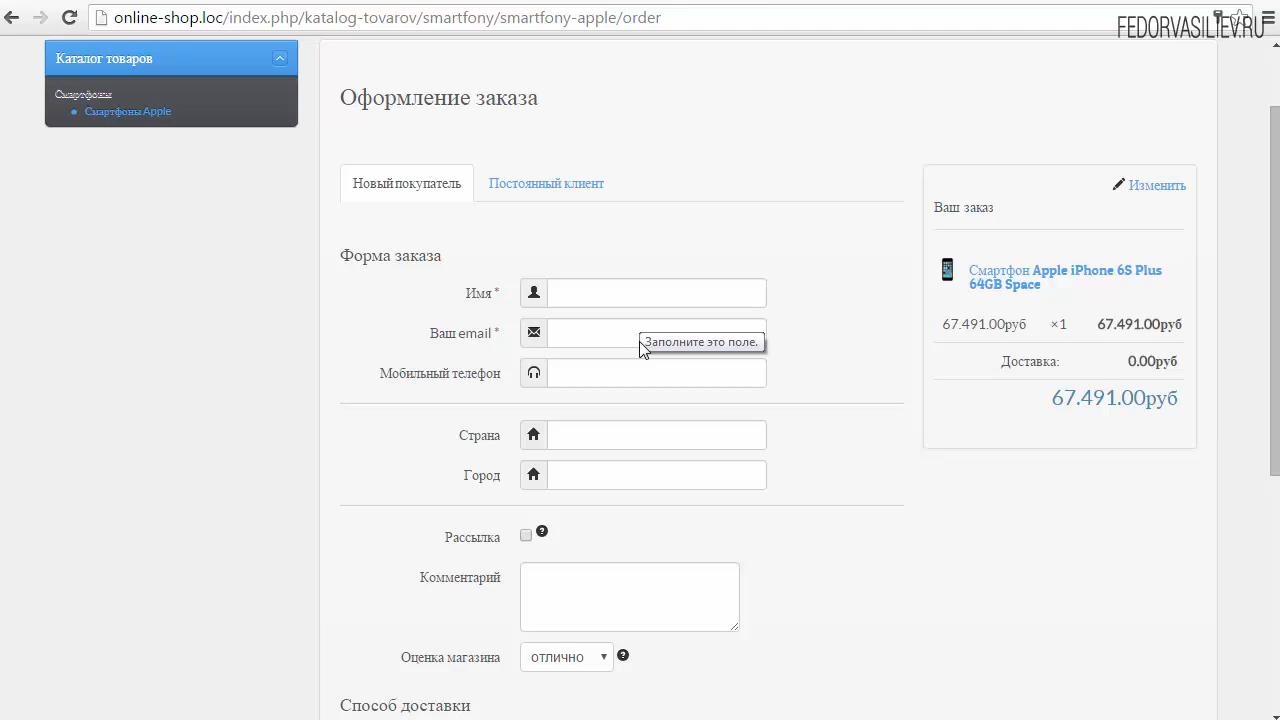 online-shop.loc/index.php/katalog-tovarov/smartfony/smartfony-apple/order
FEDORVASILIEV.RU
Каталог товаров
Смартфоны
Смартфоны Apple
Оформление заказа
Новый покупатель
Постоянный клиент
Изменить
Ваш заказ
Форма заказа
Смартфон Apple iPhone 6S Plus
64GB Space
Имя *
67.491.00руб ×1 67.491.00руб
Ваш email *
Заполните это поле.
Доставка: 0.00руб
Мобильный телефон
67.491.00руб
Страна
Город
Рассылка
Комментарий
Оценка магазина
отлично
Способ доставки